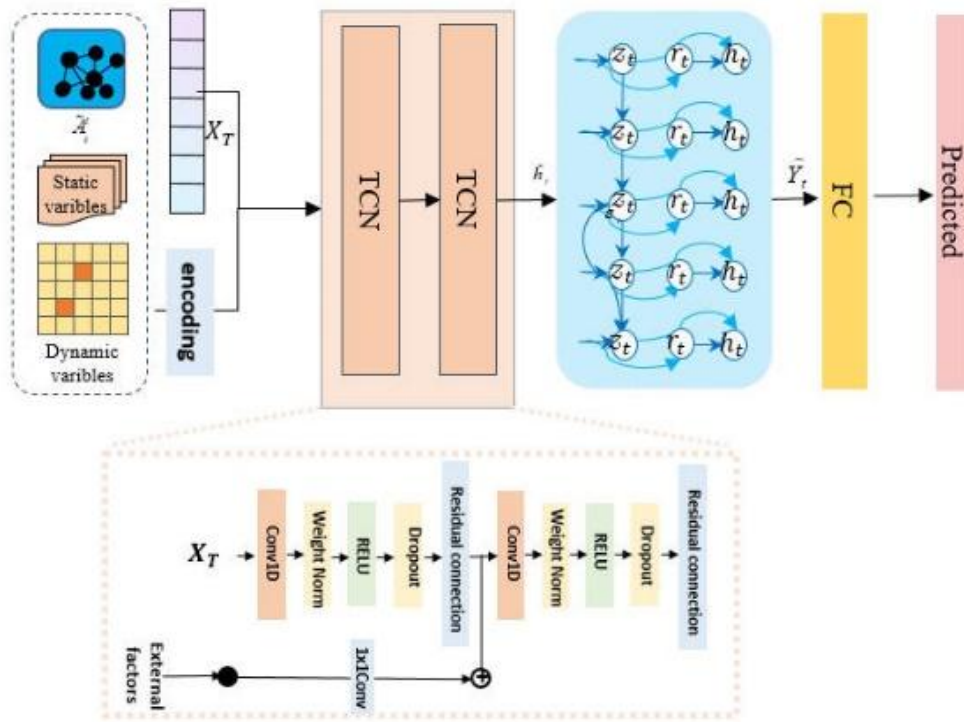 Ã_t
Static
varibles
Dynamic
varibles
X_T
encoding
TCN
TCN
z_t r_t h_t
z_t r_t h_t
z_t r_t h_t
z_t r_t h_t
z_t r_t h_t
FC
Predicted
X_T
Conv1D
Weight Norm
RELU
Dropout
Residual connection
Conv1D
Weight Norm
RELU
Dropout
Residual connection
External
factors
1x1Conv
+